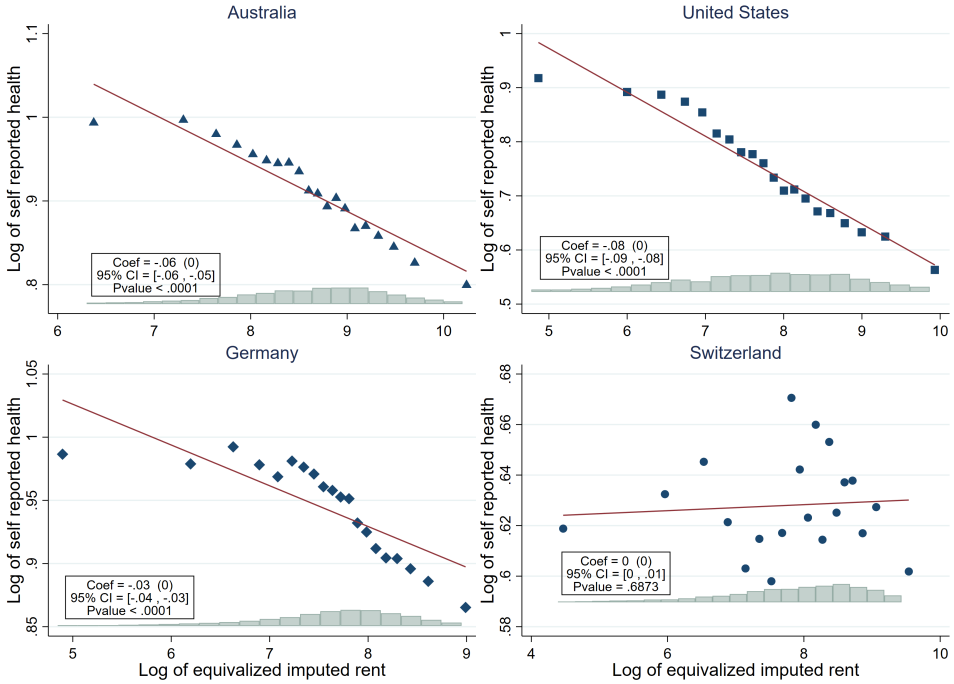 Australia
Log of self reported health
1.1
1
.9
.8
Coef = -.06 (0)
95% CI = [-.06 , -.05]
Pvalue < .0001
6 7 8 9 10
United States
Log of self reported health
1
.9
.8
.7
.6
.5
Coef = -.08 (0)
95% CI = [-.09 , -.08]
Pvalue < .0001
5 6 7 8 9 10
Germany
Log of self reported health
1.05
1
.95
.9
.85
Coef = -.03 (0)
95% CI = [-.04 , -.03]
Pvalue < .0001
5 6 7 8 9
Log of equivalized imputed rent
Switzerland
Log of self reported health
.68
.66
.64
.62
.6
.58
Coef = 0 (0)
95% CI = [0 , .01]
Pvalue = .6873
4 6 8 10
Log of equivalized imputed rent